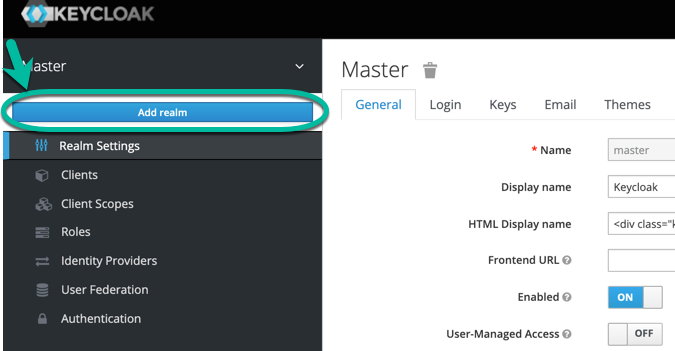 KEYCLOAK
Master
Add realm
Realm Settings
Clients
Client Scopes
Roles
Identity Providers
User Federation
Authentication
Master
General Login Keys Email Themes
* Name master
Display name Keycloak
HTML Display name <div class="k
Frontend URL
Enabled ON
User-Managed Access OFF